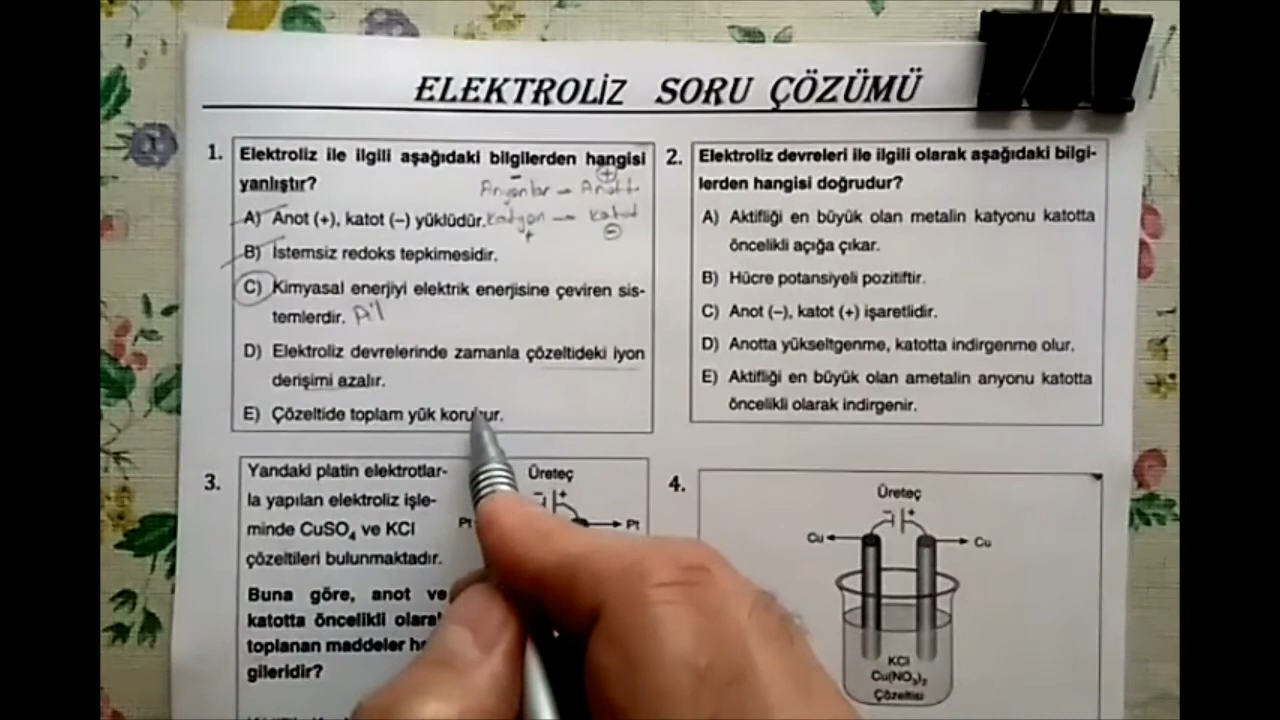 ELEKTROLİZ SORU ÇÖZÜMÜ
1. Elektroliz ile ilgili aşağıdaki bilgilerden hangisi
yanlıştır?
Anyonlar → Anot
+
A) Anot (+), katot (–) yüklüdür.
katyon → katod
+ –
B) İstemsiz redoks tepkimesidir.
C) Kimyasal enerjiyi elektrik enerjisine çeviren sis-
temlerdir. Pil
D) Elektroliz devrelerinde zamanla çözeltideki iyon
derişimi azalır.
E) Çözeltide toplam yük korunur.
2. Elektroliz devreleri ile ilgili olarak aşağıdaki bilgi-
lerden hangisi doğrudur?
A) Aktifliği en büyük olan metalin katyonu katotta
öncelikli açığa çıkar.
B) Hücre potansiyeli pozitiftir.
C) Anot (–), katot (+) işaretlidir.
D) Anotta yükseltgenme, katotta indirgenme olur.
E) Aktifliği en büyük olan ametalin anyonu katotta
öncelikli olarak indirgenir.
3. Yandaki platin elektrotlar-
la yapılan elektroliz işle-
minde CuSO₄ ve KCl
çözeltileri bulunmaktadır.
Buna göre, anot ve
katotta öncelikli olarak
toplanan maddeler
gileridir?
Üreteç
– +
Pt Pt
4.
Üreteç
– +
Cu Cu
KCl
Cu(NO₃)₂
Çözeltisi